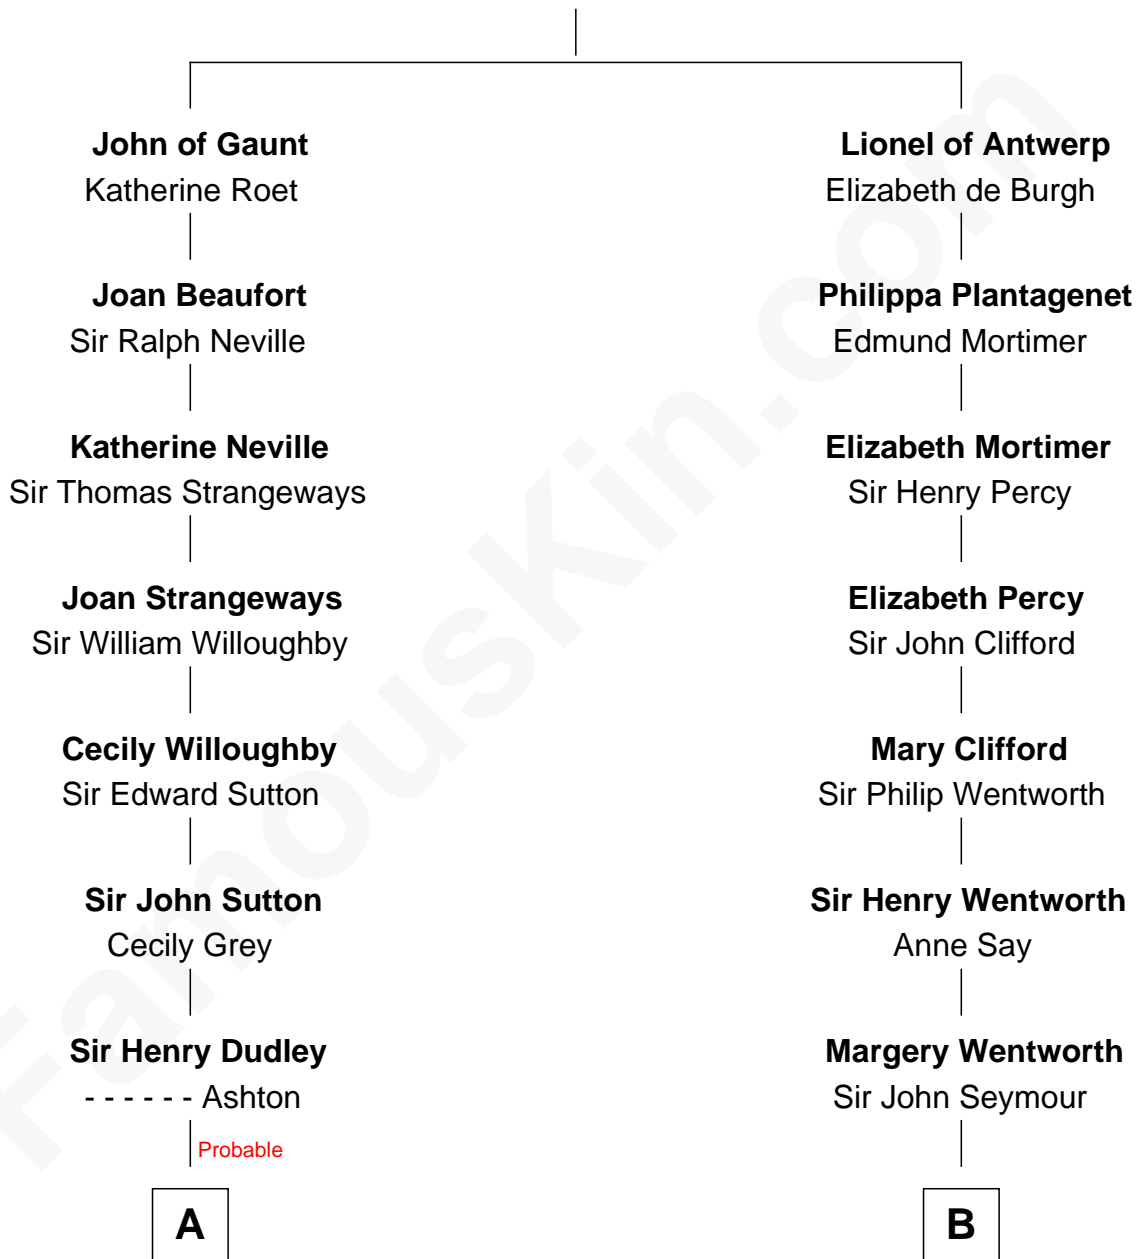 John of Gaunt
Katherine Roet
Lionel of Antwerp
Elizabeth de Burgh
Joan Beaufort
Sir Ralph Neville
Philippa Plantagenet
Edmund Mortimer
Katherine Neville
Sir Thomas Strangeways
Elizabeth Mortimer
Sir Henry Percy
Joan Strangeways
Sir William Willoughby
Elizabeth Percy
Sir John Clifford
Cecily Willoughby
Sir Edward Sutton
Mary Clifford
Sir Philip Wentworth
Sir John Sutton
Cecily Grey
Sir Henry Wentworth
Anne Say
Sir Henry Dudley
- - - - - - Ashton
Margery Wentworth
Sir John Seymour
Probable
A
B
FamousKin.com